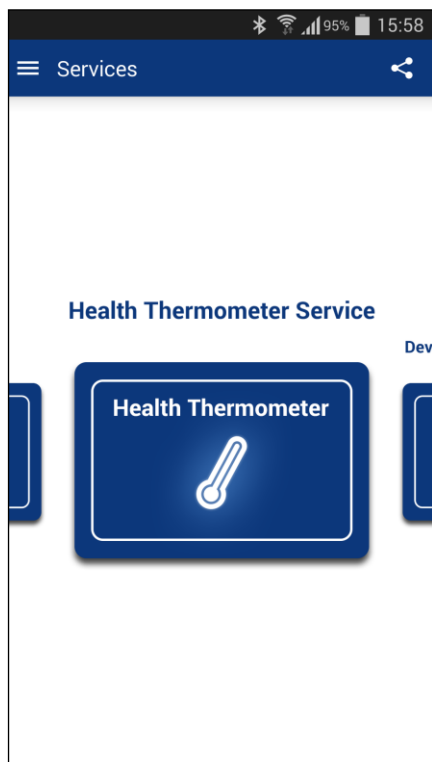 95% 15:58
Services
Health Thermometer Service
Dev
Health Thermometer